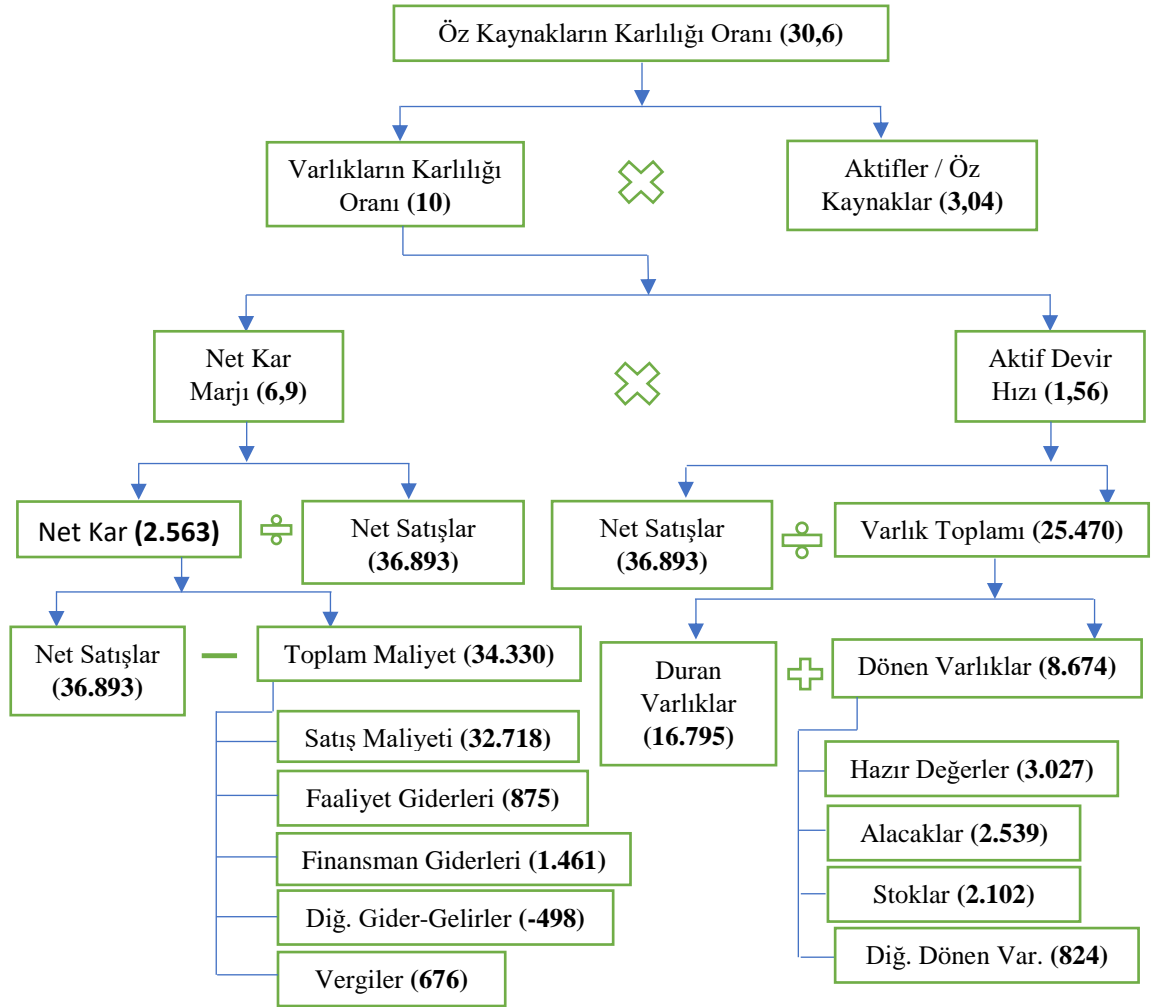 Öz Kaynakların Karlılığı Oranı (30,6)
Varlıkların Karlılığı
Oranı (10)
Aktifler / Öz
Kaynaklar (3,04)
Net Kar
Marjı (6,9)
Aktif Devir
Hızı (1,56)
Net Kar (2.563)
Net Satışlar
(36.893)
Net Satışlar
(36.893)
Varlık Toplamı (25.470)
Net Satışlar
(36.893)
Toplam Maliyet (34.330)
Duran
Varlıklar
(16.795)
Dönen Varlıklar (8.674)
Satış Maliyeti (32.718)
Faaliyet Giderleri (875)
Finansman Giderleri (1.461)
Diğ. Gider-Gelirler (-498)
Vergiler (676)
Hazır Değerler (3.027)
Alacaklar (2.539)
Stoklar (2.102)
Diğ. Dönen Var. (824)